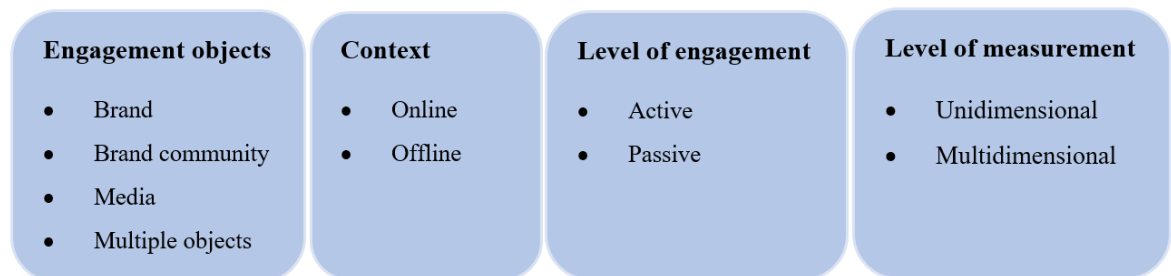 Engagement objects
• Brand
• Brand community
• Media
• Multiple objects
Context
• Online
• Offline
Level of engagement
• Active
• Passive
Level of measurement
• Unidimensional
• Multidimensional